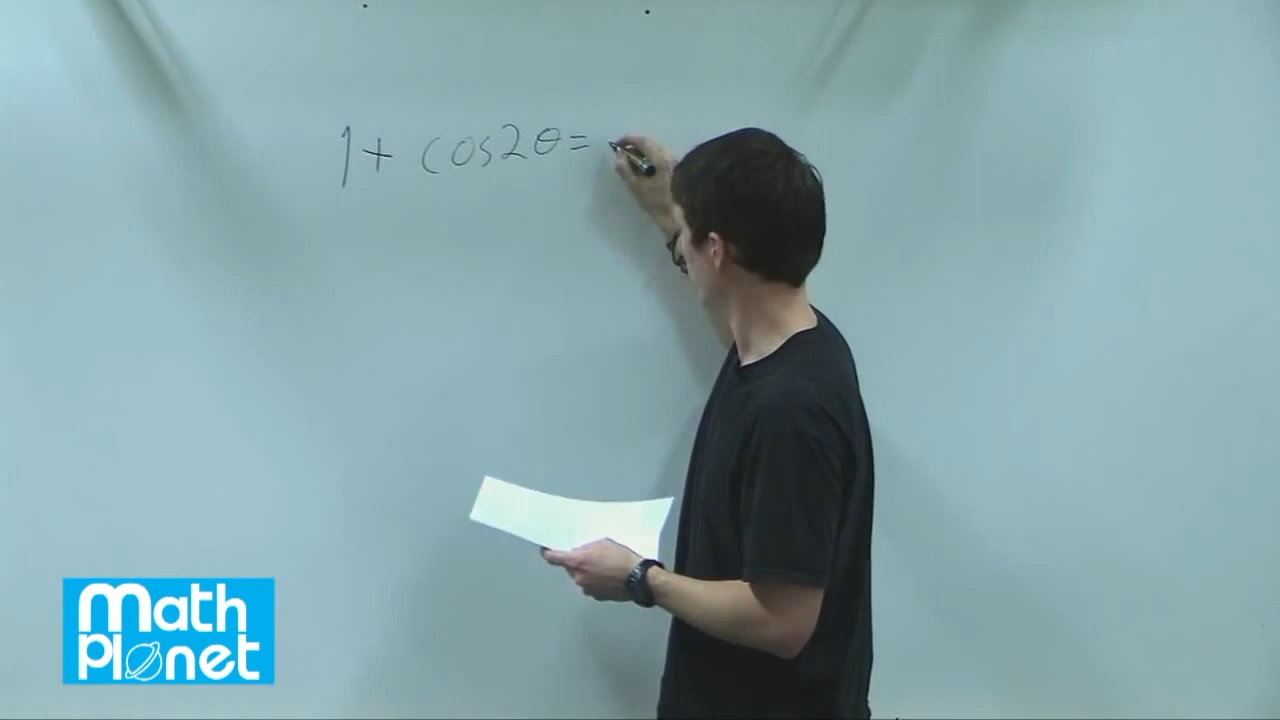 1 + cos2θ=
Math
Planet